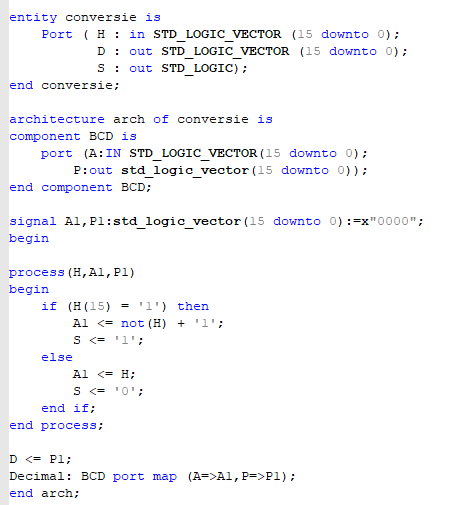 entity conversie is
    Port ( H : in STD_LOGIC_VECTOR (15 downto 0);
           D : out STD_LOGIC_VECTOR (15 downto 0);
           S : out STD_LOGIC);
end conversie;
architecture arch of conversie is
component BCD is
    port (A:IN STD_LOGIC_VECTOR(15 downto 0);
        P:out std_logic_vector(15 downto 0));
end component BCD;
signal A1,P1:std_logic_vector(15 downto 0):=x"0000";
begin
process(H,A1,P1)
begin
    if (H(15) = '1') then
        A1 <= not(H) + '1';
        S <= '1';
    else
        A1 <= H;
        S <= '0';
    end if;
end process;
D <= P1;
Decimal: BCD port map (A=>A1,P=>P1);
end arch;